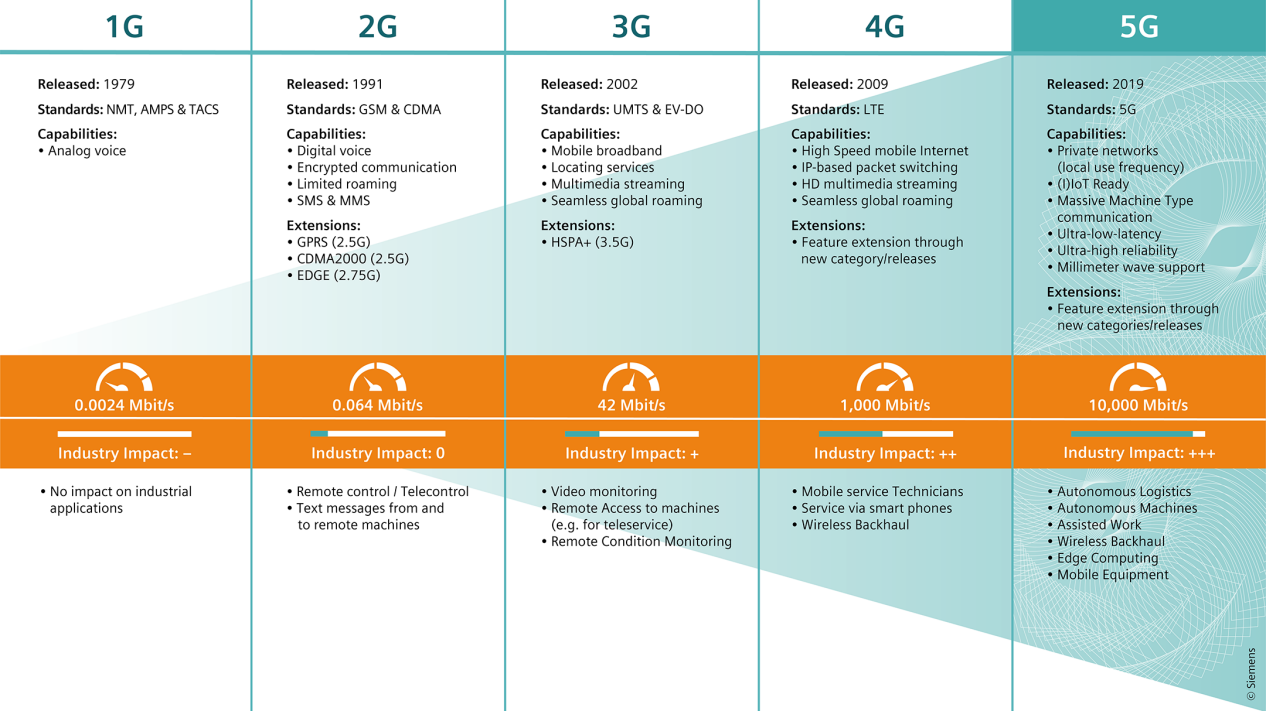 1G
Released: 1979
Standards: NMT, AMPS & TACS
Capabilities:
• Analog voice
0.0024 Mbit/s
Industry Impact: –
• No impact on industrial
applications
2G
Released: 1991
Standards: GSM & CDMA
Capabilities:
• Digital voice
• Encrypted communication
• Limited roaming
• SMS & MMS
Extensions:
• GPRS (2.5G)
• CDMA2000 (2.5G)
• EDGE (2.75G)
0.064 Mbit/s
Industry Impact: 0
• Remote control / Telecontrol
• Text messages from and
to remote machines
3G
Released: 2002
Standards: UMTS & EV-DO
Capabilities:
• Mobile broadband
• Locating services
• Multimedia streaming
• Seamless global roaming
Extensions:
• HSPA+ (3.5G)
42 Mbit/s
Industry Impact: +
• Video monitoring
• Remote Access to machines
(e.g. for teleservice)
• Remote Condition Monitoring
4G
Released: 2009
Standards: LTE
Capabilities:
• High Speed mobile Internet
• IP-based packet switching
• HD multimedia streaming
• Seamless global roaming
Extensions:
• Feature extension through
new category/releases
1,000 Mbit/s
Industry Impact: ++
• Mobile service Technicians
• Service via smart phones
• Wireless Backhaul
5G
Released: 2019
Standards: 5G
Capabilities:
• Private networks
(local use frequency)
• (I)IoT Ready
• Massive Machine Type
communication
• Ultra-low-latency
• Ultra-high reliability
• Millimeter wave support
Extensions:
• Feature extension through
new categories/releases
10,000 Mbit/s
Industry Impact: +++
• Autonomous Logistics
• Autonomous Machines
• Assisted Work
• Wireless Backhaul
• Edge Computing
• Mobile Equipment
© Siemens